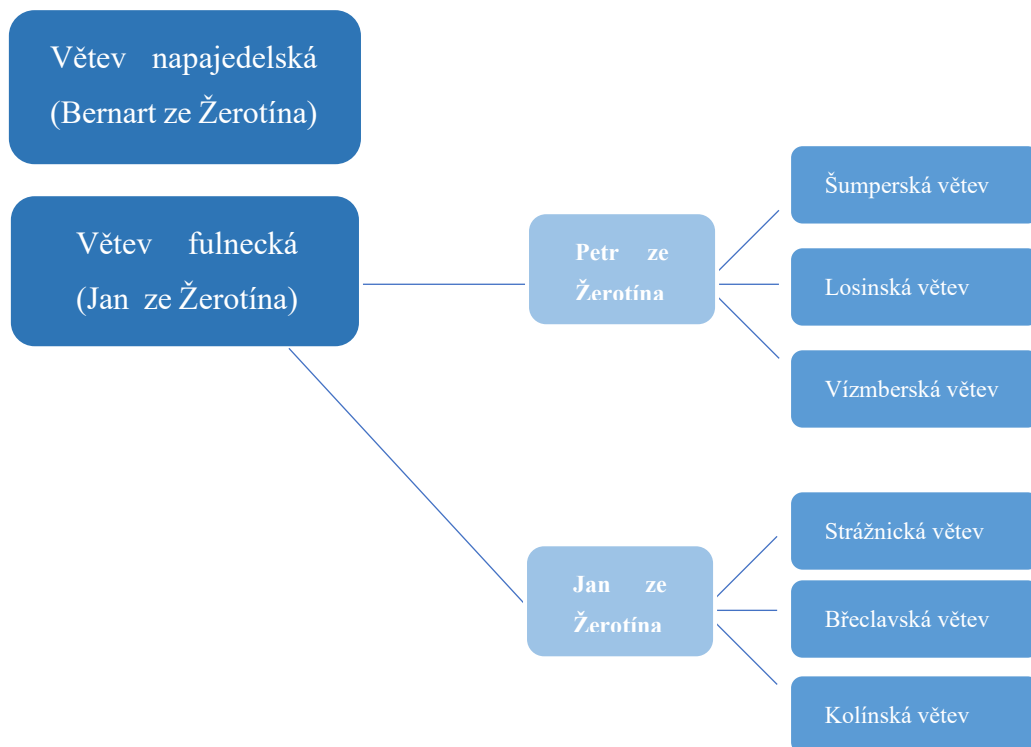 Větev napajedelská
(Bernart ze Žerotína)
Větev fulnecká
(Jan ze Žerotína)
Petr ze
Žerotína
Šumperská větev
Losinská větev
Vízmberská větev
Jan ze
Žerotína
Strážnická větev
Břeclavská větev
Kolínská větev